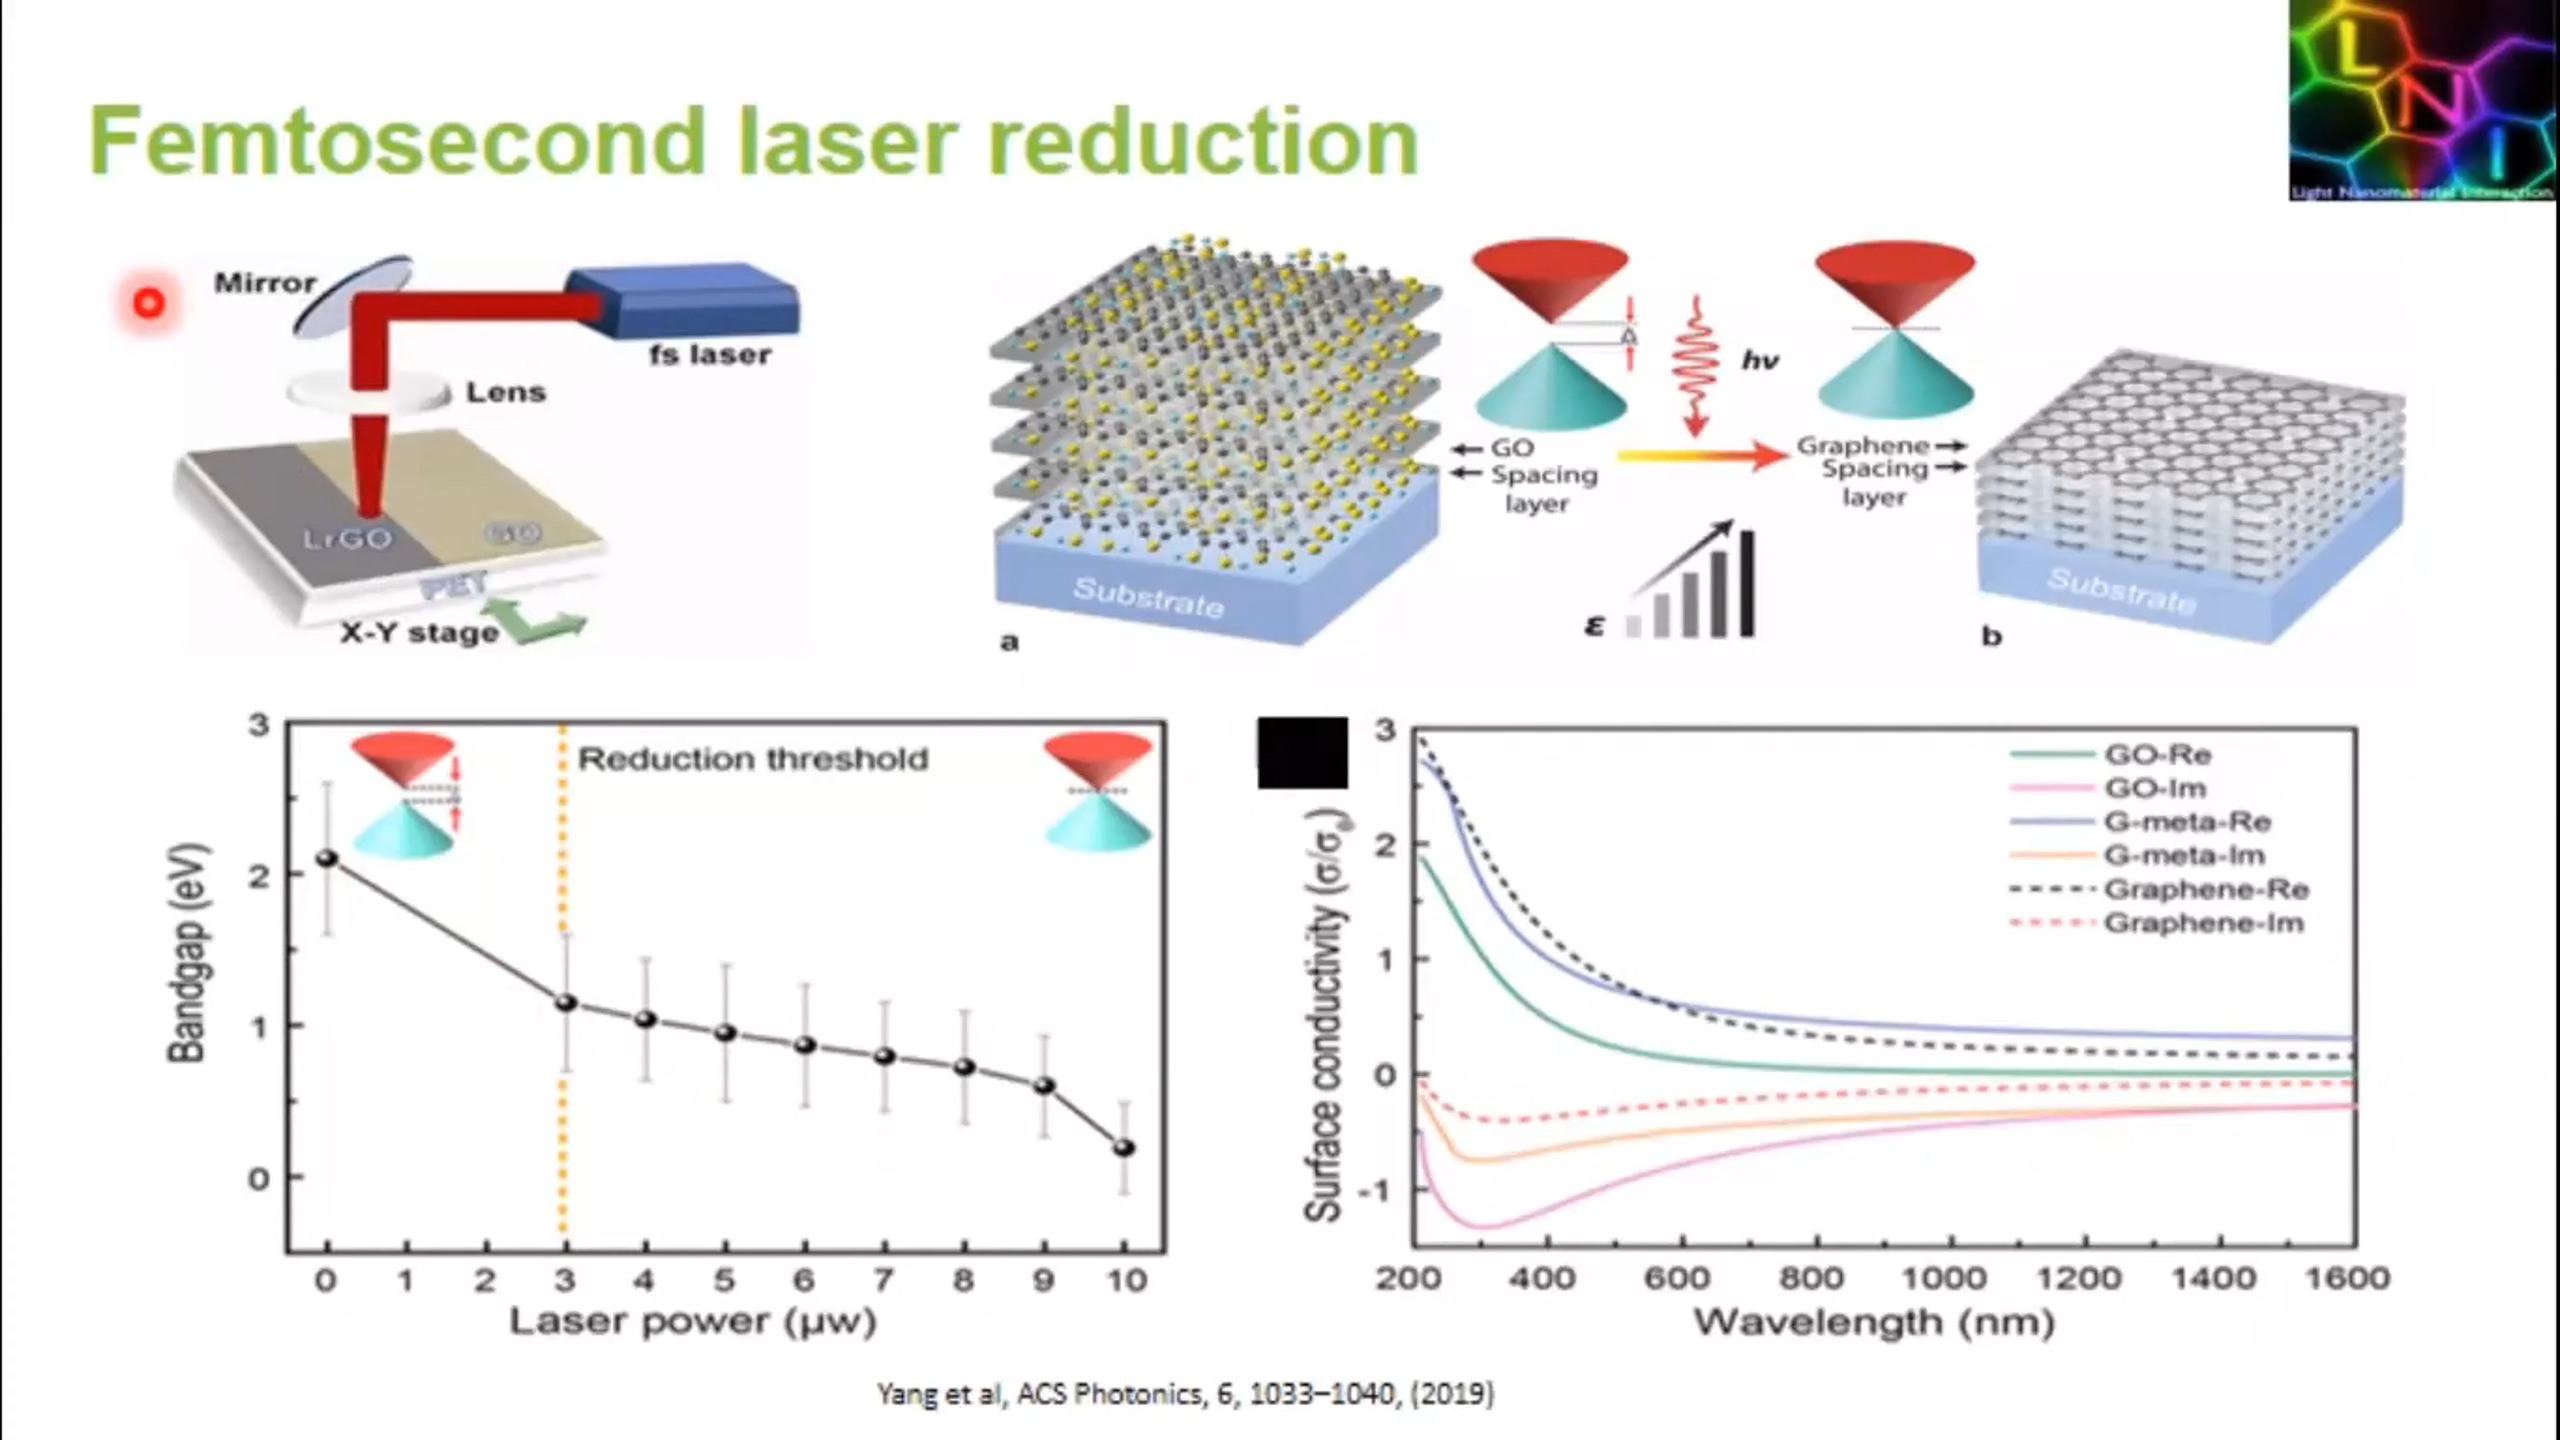 Femtosecond laser reduction
L
N
I
Light Nanomaterial Interaction
Mirror
fs laser
Lens
LrGO
GO
PET
X-Y stage
Substrate
a
Δ
hν
GO
Spacing
layer
Graphene
Spacing
layer
ε
Substrate
b
3
2
1
0
Bandgap (eV)
Reduction threshold
0 1 2 3 4 5 6 7 8 9 10
Laser power (μw)
3
2
1
0
-1
Surface conductivity (σ/σ₀)
GO-Re
GO-Im
G-meta-Re
G-meta-Im
Graphene-Re
Graphene-Im
200 400 600 800 1000 1200 1400 1600
Wavelength (nm)
Yang et al, ACS Photonics, 6, 1033–1040, (2019)